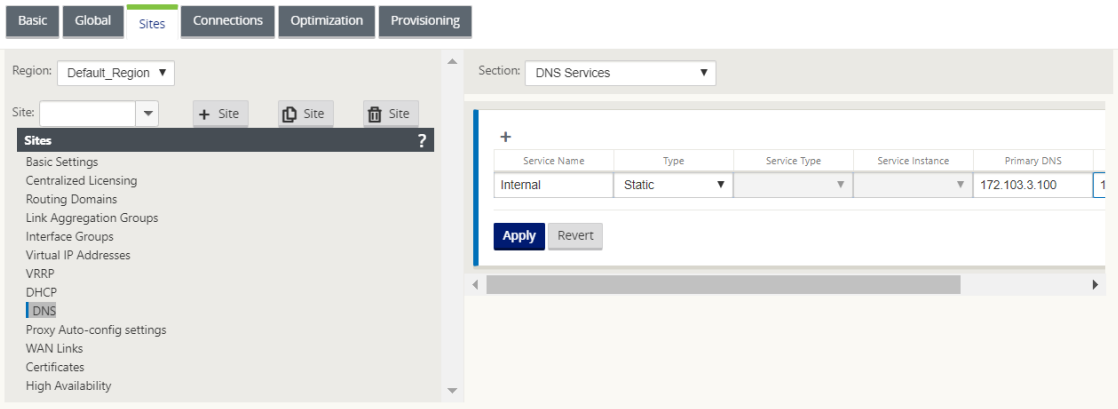 Basic Global Sites Connections Optimization Provisioning
Region: Default_Region
Site: + Site Site Site
Sites ?
Basic Settings
Centralized Licensing
Routing Domains
Link Aggregation Groups
Interface Groups
Virtual IP Addresses
VRRP
DHCP
DNS
Proxy Auto-config settings
WAN Links
Certificates
High Availability
Section: DNS Services
+
Service Name Type Service Type Service Instance Primary DNS
Internal Static 172.103.3.100 1
Apply Revert